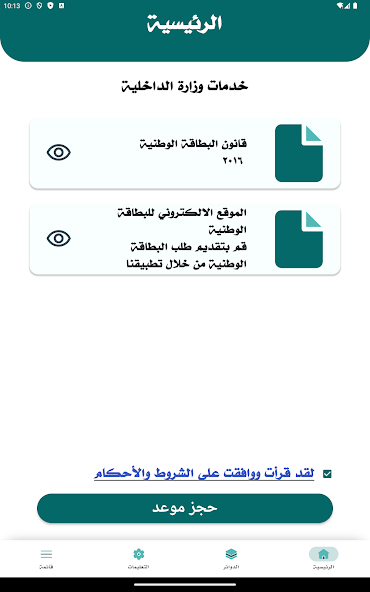 10:13
الرئيسية
خدمات وزارة الداخلية
قانون البطاقة الوطنية
٢٠١٦
الموقع الالكتروني للبطاقة
الوطنية
قم بتقديم طلب البطاقة
الوطنية من خلال تطبيقنا
لقد قرأت ووافقت على الشروط والأحكام
حجز موعد
الرئيسية
الدوائر
التعليمات
قائمة